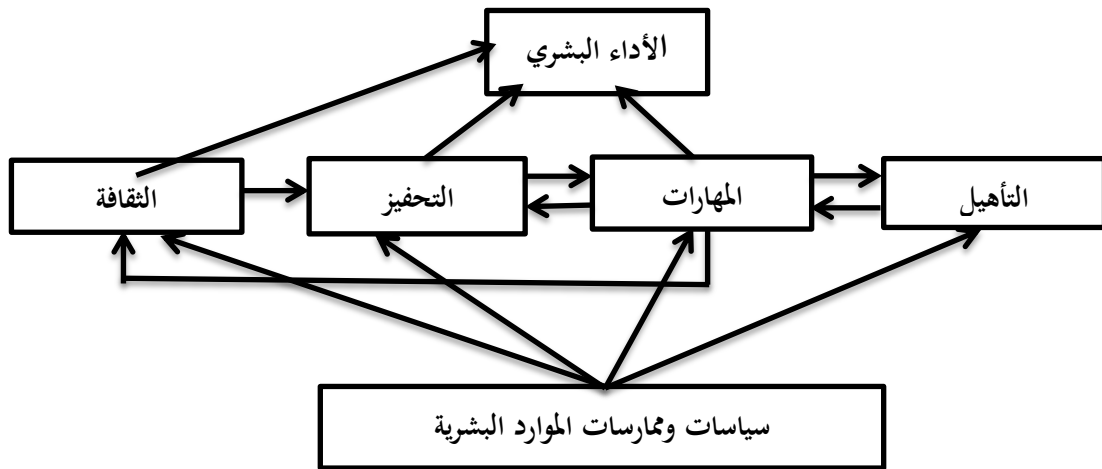 الأداء البشري
التأهيل
المهارات
التحفيز
الثقافة
سياسات وممارسات الموارد البشرية